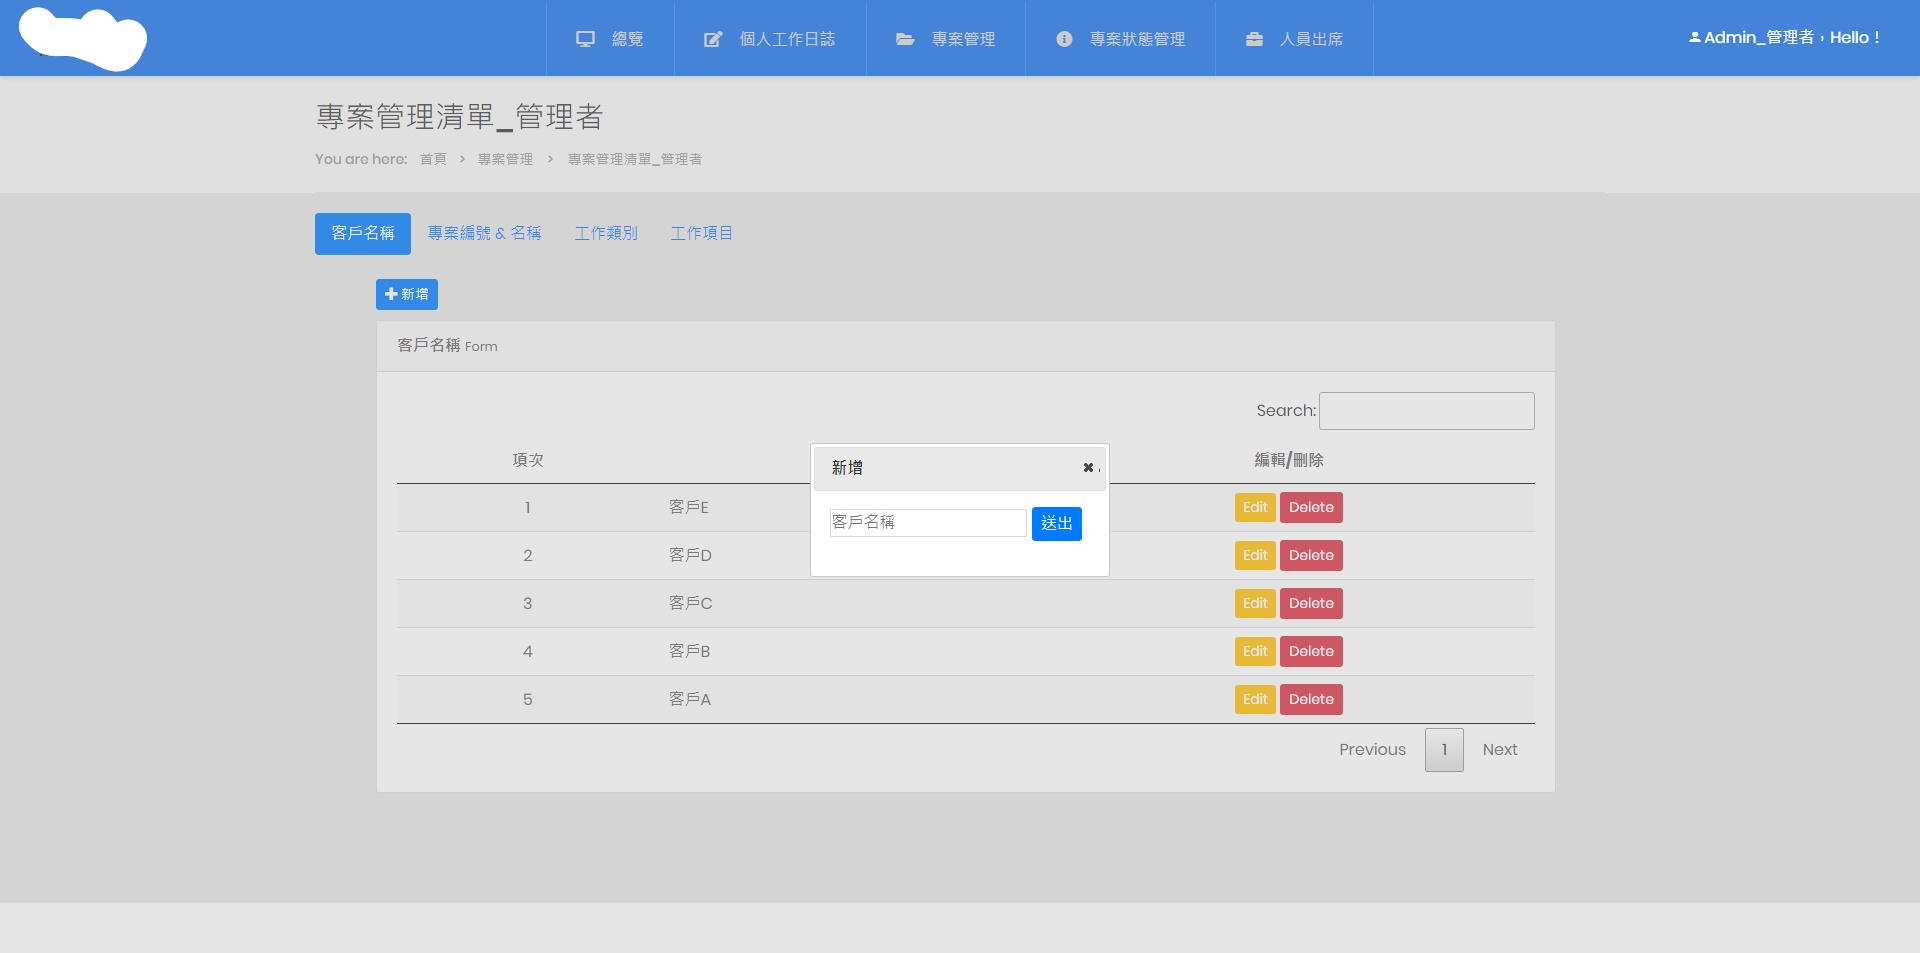 總覽
個人工作日誌
專案管理
專案狀態管理
人員出席
Admin_管理者，Hello！
專案管理清單_管理者
You are here: 首頁 > 專案管理 > 專案管理清單_管理者
客戶名稱
專案編號 & 名稱
工作類別
工作項目
新增
客戶名稱 Form
Search:
項次
編輯/刪除
新增
客戶名稱
送出
1 客戶E Edit Delete
2 客戶D Edit Delete
3 客戶C Edit Delete
4 客戶B Edit Delete
5 客戶A Edit Delete
Previous 1 Next